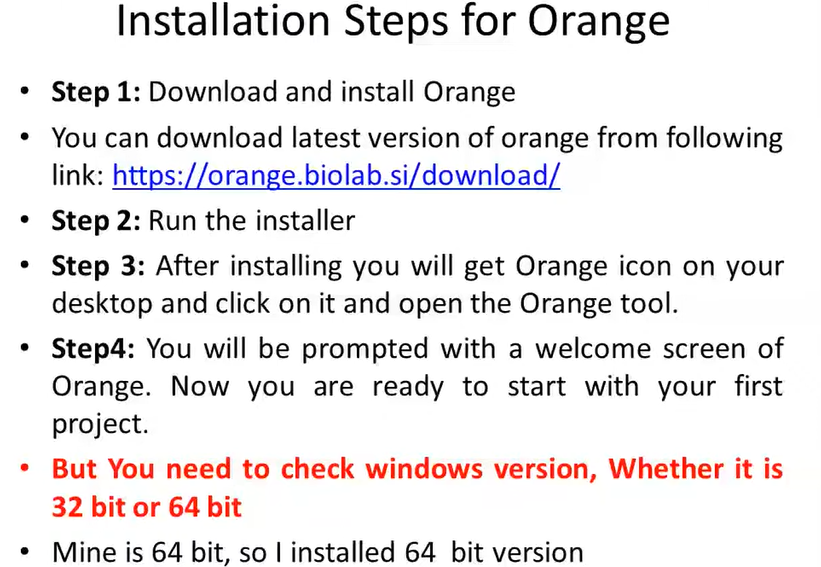 Installation Steps for Orange
• Step 1: Download and install Orange
• You can download latest version of orange from following
link: https://orange.biolab.si/download/
• Step 2: Run the installer
• Step 3: After installing you will get Orange icon on your
desktop and click on it and open the Orange tool.
• Step4: You will be prompted with a welcome screen of
Orange. Now you are ready to start with your first
project.
• But You need to check windows version, Whether it is
32 bit or 64 bit
• Mine is 64 bit, so I installed 64 bit version